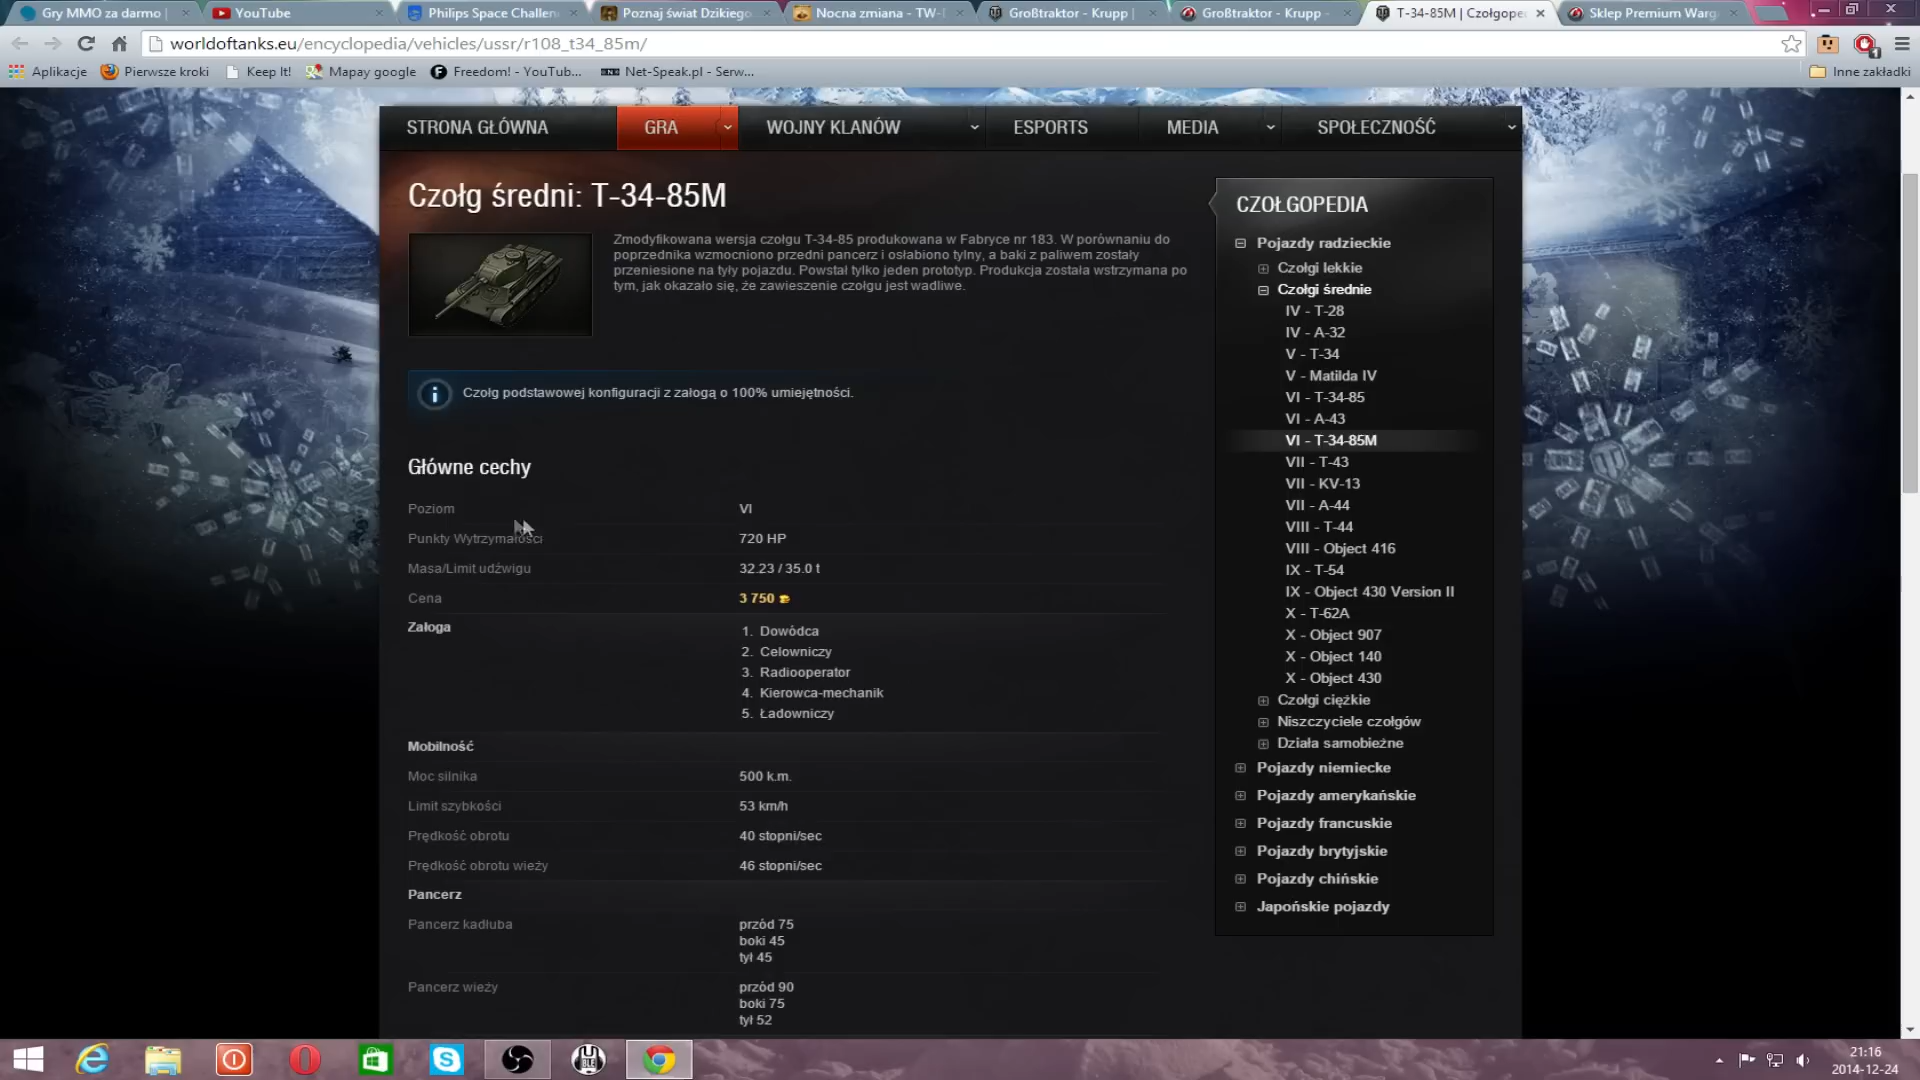 Gry MMO za darmo |
YouTube
Philips Space Challen
Poznaj świat Dzikiego
Nocna zmiana - TW-
Großtraktor - Krupp |
Großtraktor - Krupp -
T-34-85M | Czołgope
Sklep Premium Warg
worldoftanks.eu/encyclopedia/vehicles/ussr/r108_t34_85m/
Aplikacje
Pierwsze kroki
Keep It!
Mapay google
Freedom! - YouTub...
Net-Speak.pl - Serw...
Inne zakładki
STRONA GŁÓWNA
GRA
WOJNY KLANÓW
ESPORTS
MEDIA
SPOŁECZNOŚĆ
Czołg średni: T-34-85M
Zmodyfikowana wersja czołgu T-34-85 produkowana w Fabryce nr 183. W porównaniu do
poprzednika wzmocniono przedni pancerz i osłabiono tylny, a baki z paliwem zostały
przeniesione na tyły pojazdu. Powstał tylko jeden prototyp. Produkcja została wstrzymana po
tym, jak okazało się, że zawieszenie czołgu jest wadliwe.
Czołg podstawowej konfiguracji z załogą o 100% umiejętności.
Główne cechy
Poziom VI
Punkty Wytrzymałości 720 HP
Masa/Limit udźwigu 32.23 / 35.0 t
Cena 3 750
Załoga
1. Dowódca
2. Celowniczy
3. Radiooperator
4. Kierowca-mechanik
5. Ładowniczy
Mobilność
Moc silnika 500 k.m.
Limit szybkości 53 km/h
Prędkość obrotu 40 stopni/sec
Prędkość obrotu wieży 46 stopni/sec
Pancerz
Pancerz kadłuba przód 75
boki 45
tył 45
Pancerz wieży przód 90
boki 75
tył 52
CZOŁGOPEDIA
Pojazdy radzieckie
Czołgi lekkie
Czołgi średnie
IV - T-28
IV - A-32
V - T-34
V - Matilda IV
VI - T-34-85
VI - A-43
VI - T-34-85M
VII - T-43
VII - KV-13
VII - A-44
VIII - T-44
VIII - Object 416
IX - T-54
IX - Object 430 Version II
X - T-62A
X - Object 907
X - Object 140
X - Object 430
Czołgi ciężkie
Niszczyciele czołgów
Działa samobieżne
Pojazdy niemieckie
Pojazdy amerykańskie
Pojazdy francuskie
Pojazdy brytyjskie
Pojazdy chińskie
Japońskie pojazdy
21:16
2014-12-24